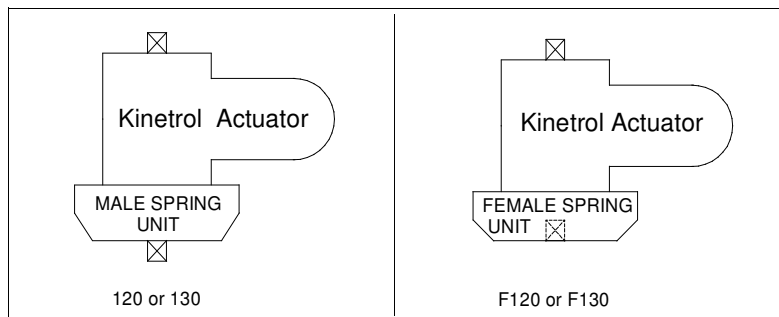 Kinetrol Actuator
MALE SPRING
UNIT
120 or 130
Kinetrol Actuator
FEMALE SPRING
UNIT
F120 or F130